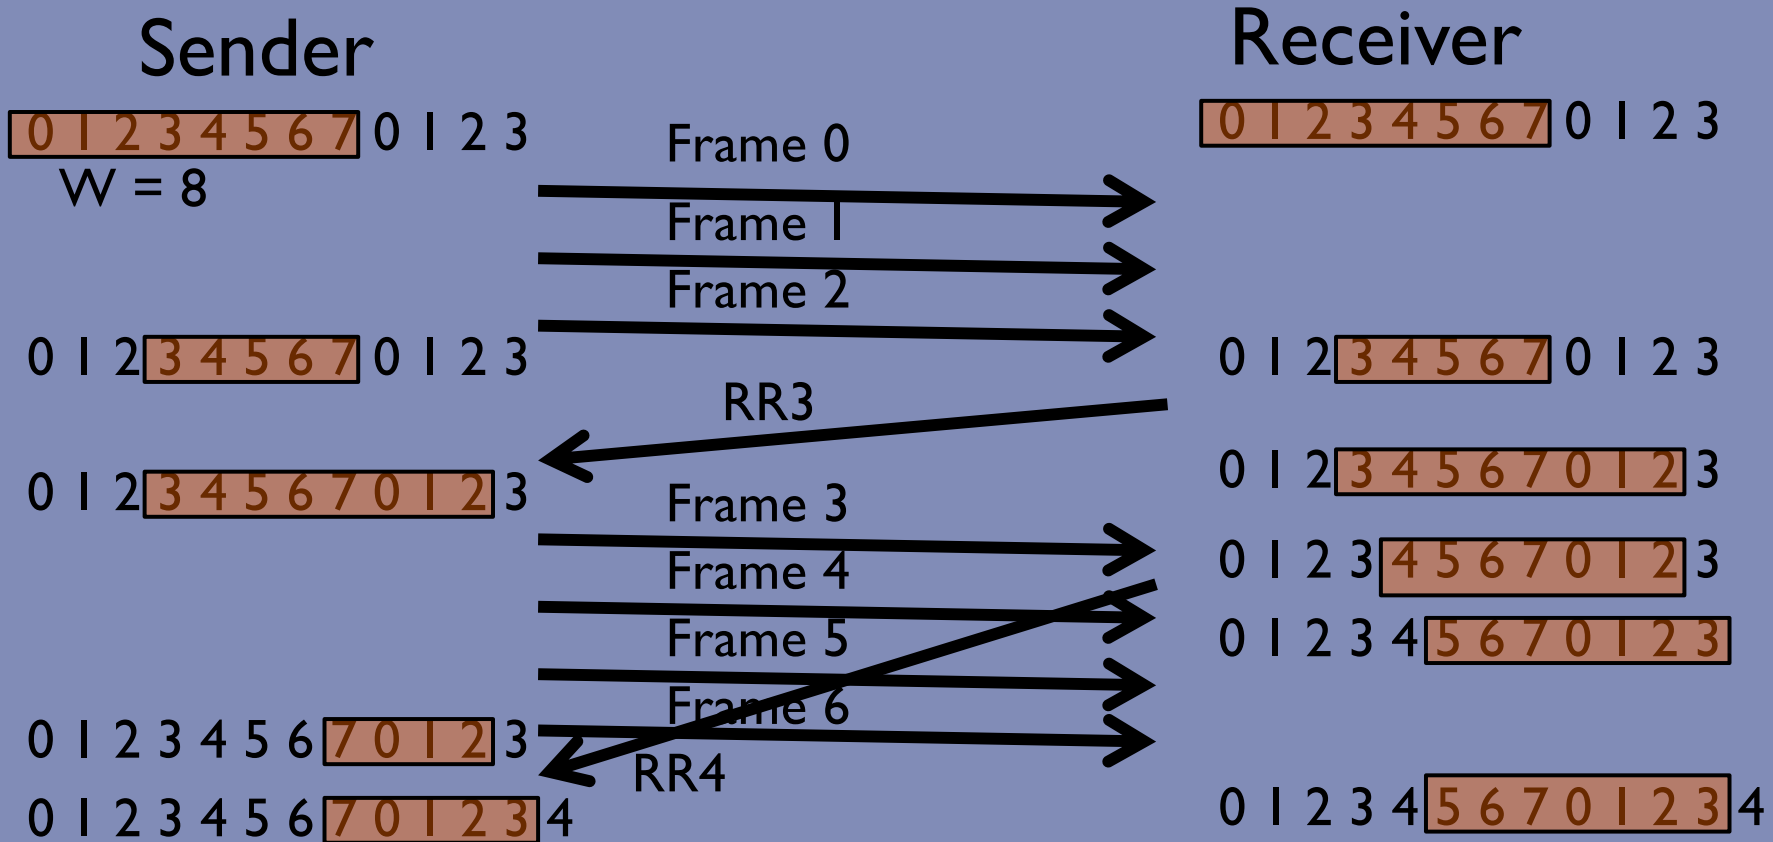 Sender
Receiver
0 1 2 3 4 5 6 7 0 1 2 3
0 1 2 3 4 5 6 7 0 1 2 3
W = 8
Frame 0
Frame 1
Frame 2
0 1 2 3 4 5 6 7 0 1 2 3
0 1 2 3 4 5 6 7 0 1 2 3
RR3
0 1 2 3 4 5 6 7 0 1 2 3
0 1 2 3 4 5 6 7 0 1 2 3
Frame 3
0 1 2 3 4 5 6 7 0 1 2 3
Frame 4
0 1 2 3 4 5 6 7 0 1 2 3
Frame 5
Frame 6
0 1 2 3 4 5 6 7 0 1 2 3
RR4
0 1 2 3 4 5 6 7 0 1 2 3 4
0 1 2 3 4 5 6 7 0 1 2 3 4